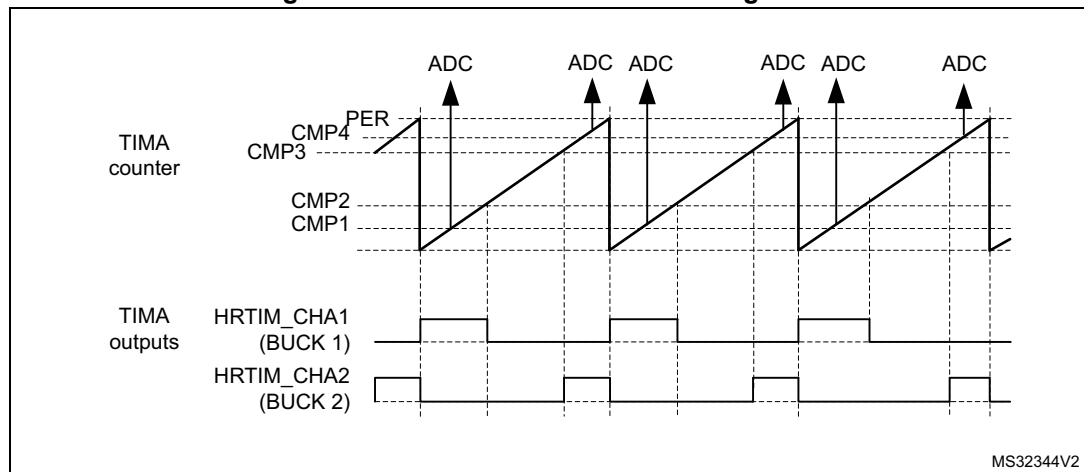 ADC ADC ADC ADC ADC ADC
PER
CMP4
TIMA
counter
CMP3
CMP2
CMP1
TIMA
outputs
HRTIM_CHA1
(BUCK 1)
HRTIM_CHA2
(BUCK 2)
MS32344V2